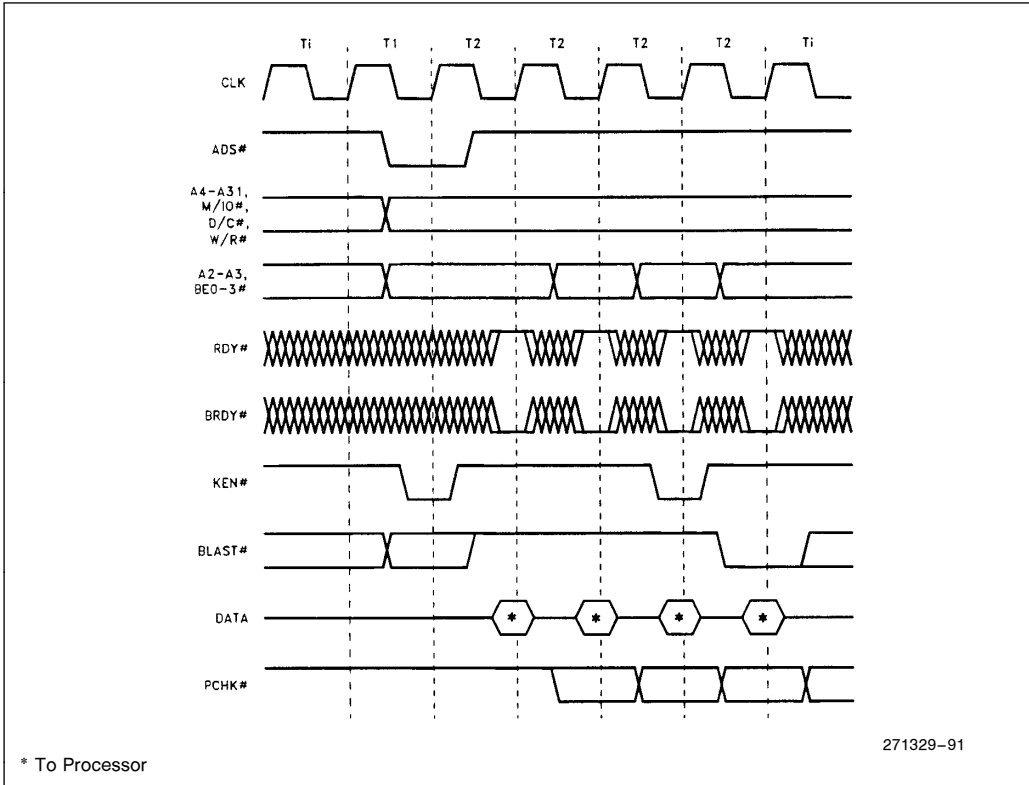 Ti T1 T2 T2 T2 T2 Ti
CLK
ADS#
A4-A31,
M/IO#,
D/C#,
W/R#
A2-A3,
BE0-3#
RDY#
BRDY#
KEN#
BLAST#
DATA * * * *
PCHK#
271329-91
* To Processor